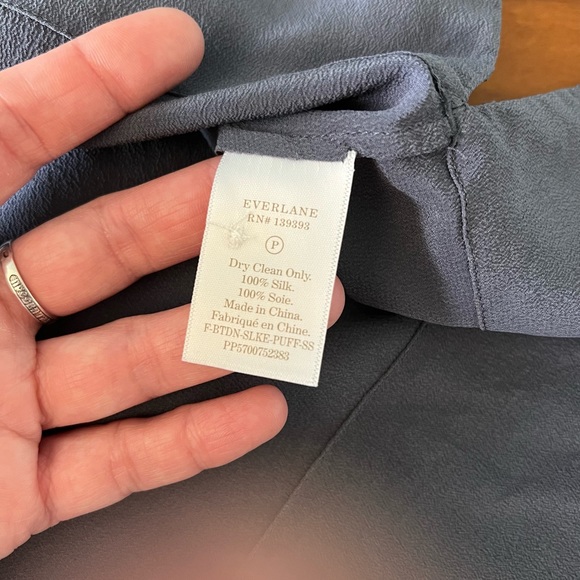 EVERLANE
RN# 139393
P
Dry Clean Only.
100% Silk.
100% Soie.
Made in China.
Fabriqué en Chine.
F-BTDN-SLKE-PUFF-SS
PP5700752383